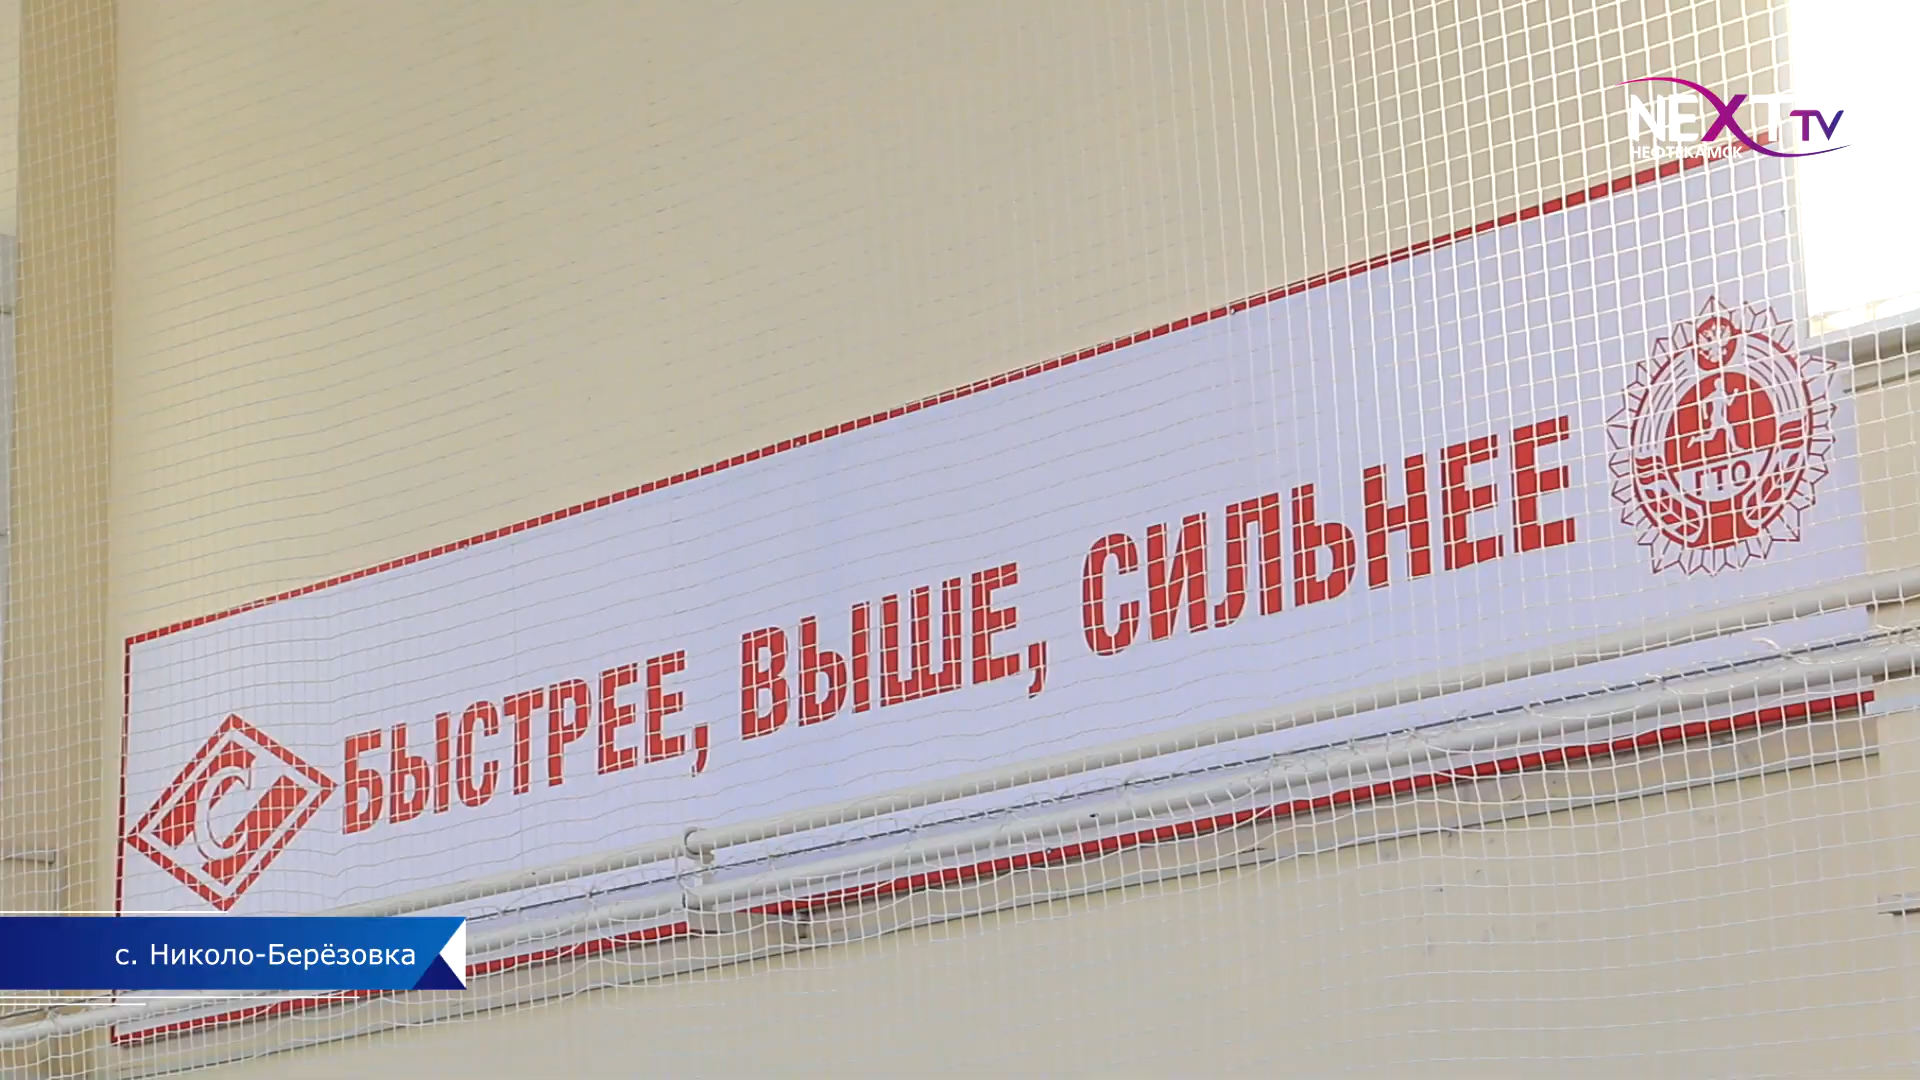 NEXT TV
НЕФТЕКАМСК
С БЫСТРЕЕ, ВЫШЕ, СИЛЬНЕЕ
ГТО
с. Николо-Берёзовка